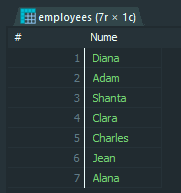 employees (7r × 1c)
# Nume
1 Diana
2 Adam
3 Shanta
4 Clara
5 Charles
6 Jean
7 Alana